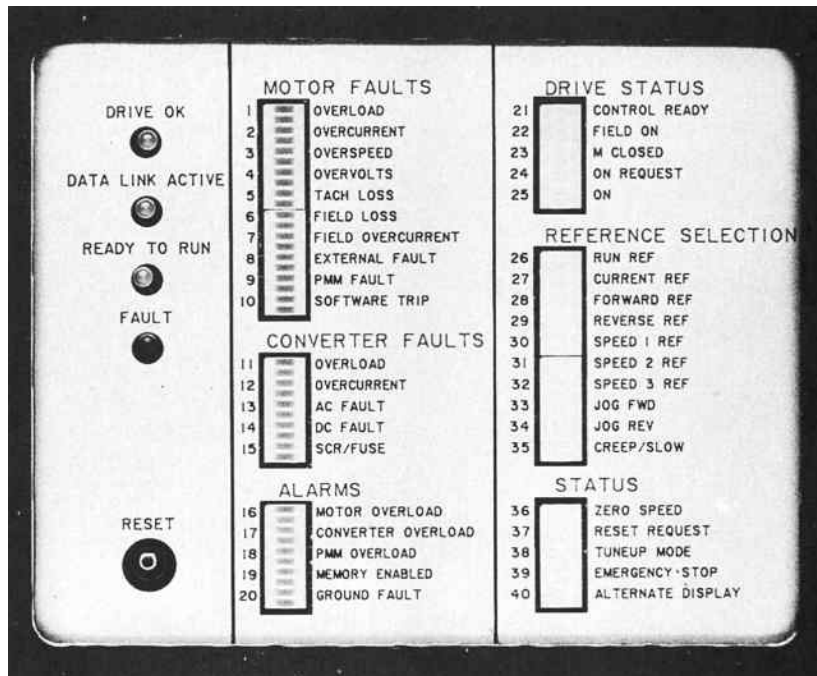 DRIVE OK
DATA LINK ACTIVE
READY TO RUN
FAULT
RESET
MOTOR FAULTS
1 OVERLOAD
2 OVERCURRENT
3 OVERSPEED
4 OVERVOLTS
5 TACH LOSS
6 FIELD LOSS
7 FIELD OVERCURRENT
8 EXTERNAL FAULT
9 PMM FAULT
10 SOFTWARE TRIP
CONVERTER FAULTS
11 OVERLOAD
12 OVERCURRENT
13 AC FAULT
14 DC FAULT
15 SCR/FUSE
ALARMS
16 MOTOR OVERLOAD
17 CONVERTER OVERLOAD
18 PMM OVERLOAD
19 MEMORY ENABLED
20 GROUND FAULT
DRIVE STATUS
21 CONTROL READY
22 FIELD ON
23 M CLOSED
24 ON REQUEST
25 ON
REFERENCE SELECTION
26 RUN REF
27 CURRENT REF
28 FORWARD REF
29 REVERSE REF
30 SPEED 1 REF
31 SPEED 2 REF
32 SPEED 3 REF
33 JOG FWD
34 JOG REV
35 CREEP/SLOW
STATUS
36 ZERO SPEED
37 RESET REQUEST
38 TUNEUP MODE
39 EMERGENCY·STOP
40 ALTERNATE DISPLAY